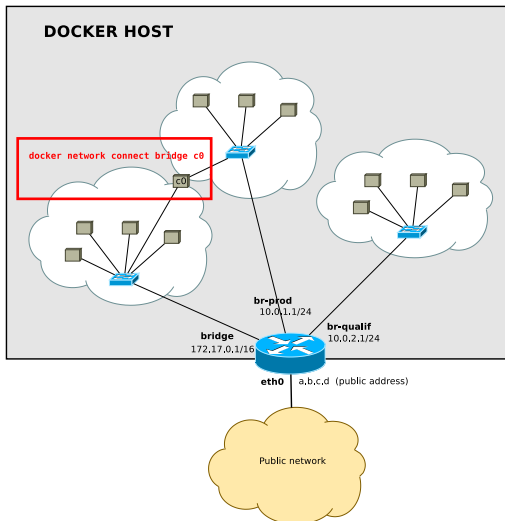 DOCKER HOST
docker network connect bridge c0
c0
br-prod
10.0.1.1/24
br-qualif
10.0.2.1/24
bridge
172.17.0.1/16
eth0 a,b,c,d (public address)
Public network